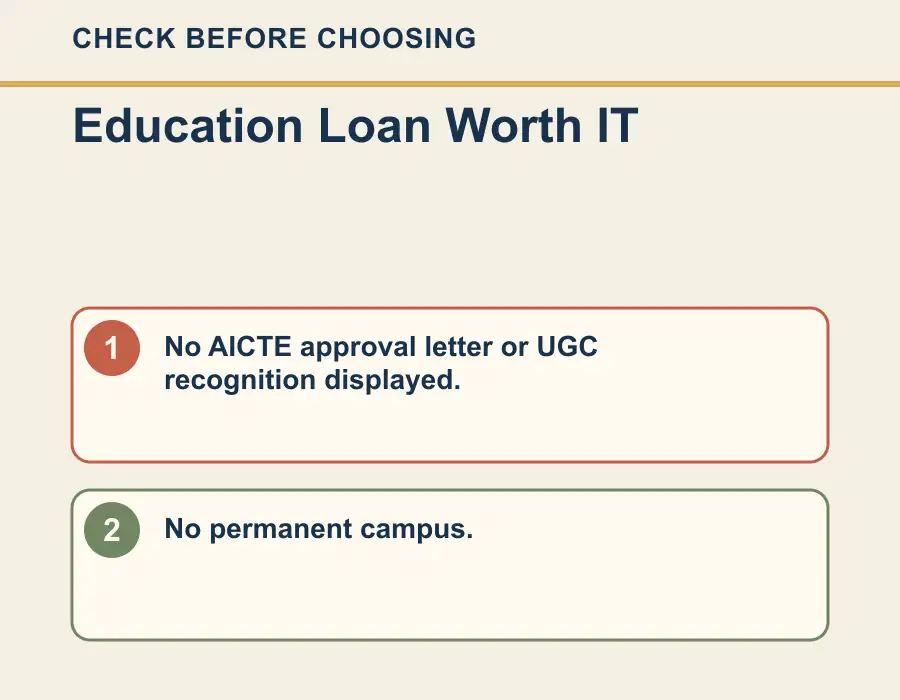 CHECK BEFORE CHOOSING
Education Loan Worth IT
1
No AICTE approval letter or UGC
recognition displayed.
2
No permanent campus.